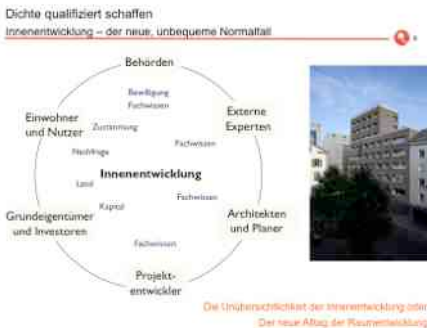 Dichte qualifiziert schaffen
Innenentwicklung – der neue, unbequeme Normalfall
Behörden
Bewilligung
Fachwissen
Einwohner
und Nutzer
Zustimmung
Externe
Experten
Nachfrage
Fachwissen
Innenentwicklung
Land
Fachwissen
Kapital
Grundeigentümer
und Investoren
Architekten
und Planer
Fachwissen
Projekt-
entwickler
Die Unübersichtlichkeit der Innenentwicklung oder
Der neue Alltag der Raumentwicklung